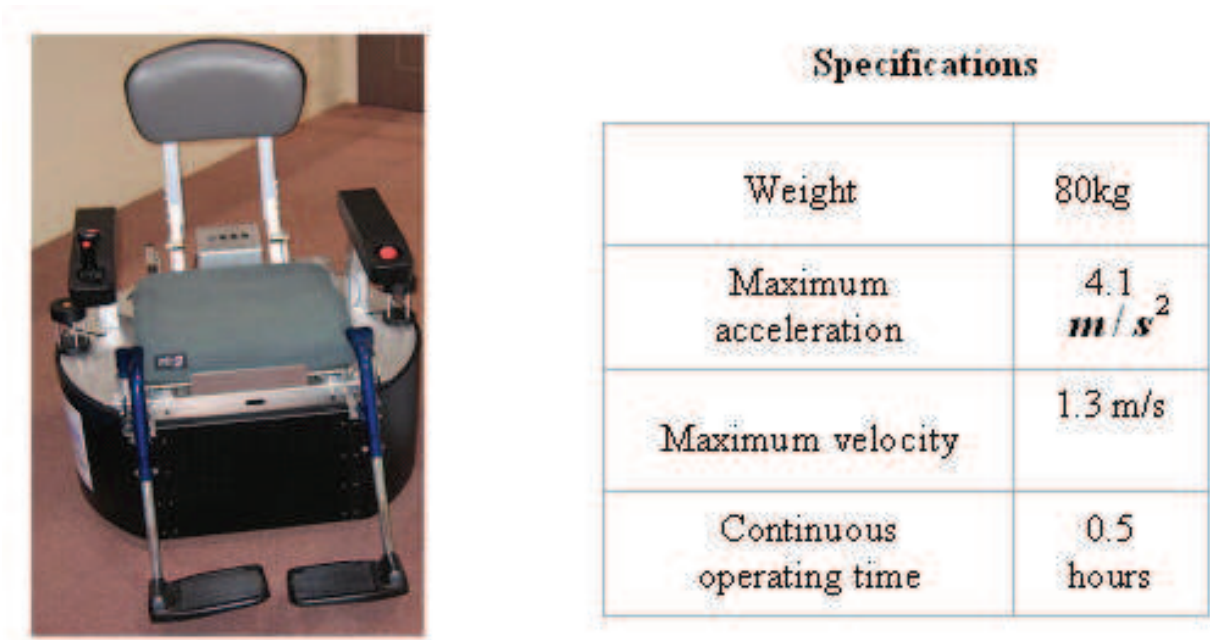 Specifications
Weight 80kg
Maximum 4.1
acceleration m/s²
Maximum velocity 1.3 m/s
Continuous 0.5
operating time hours